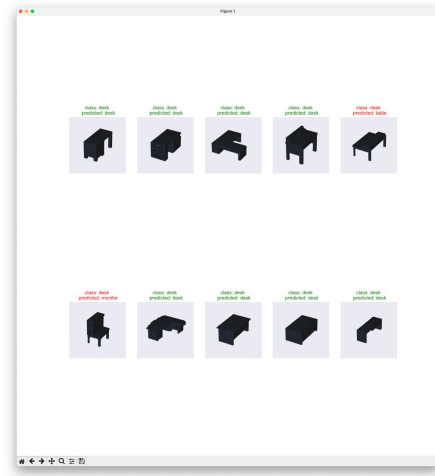 Figure 1
class: desk class: desk class: desk class: desk class: desk
predicted: desk predicted: desk predicted: desk predicted: desk predicted: table
class: desk class: desk class: desk class: desk class: desk
predicted: monitor predicted: desk predicted: desk predicted: desk predicted: desk